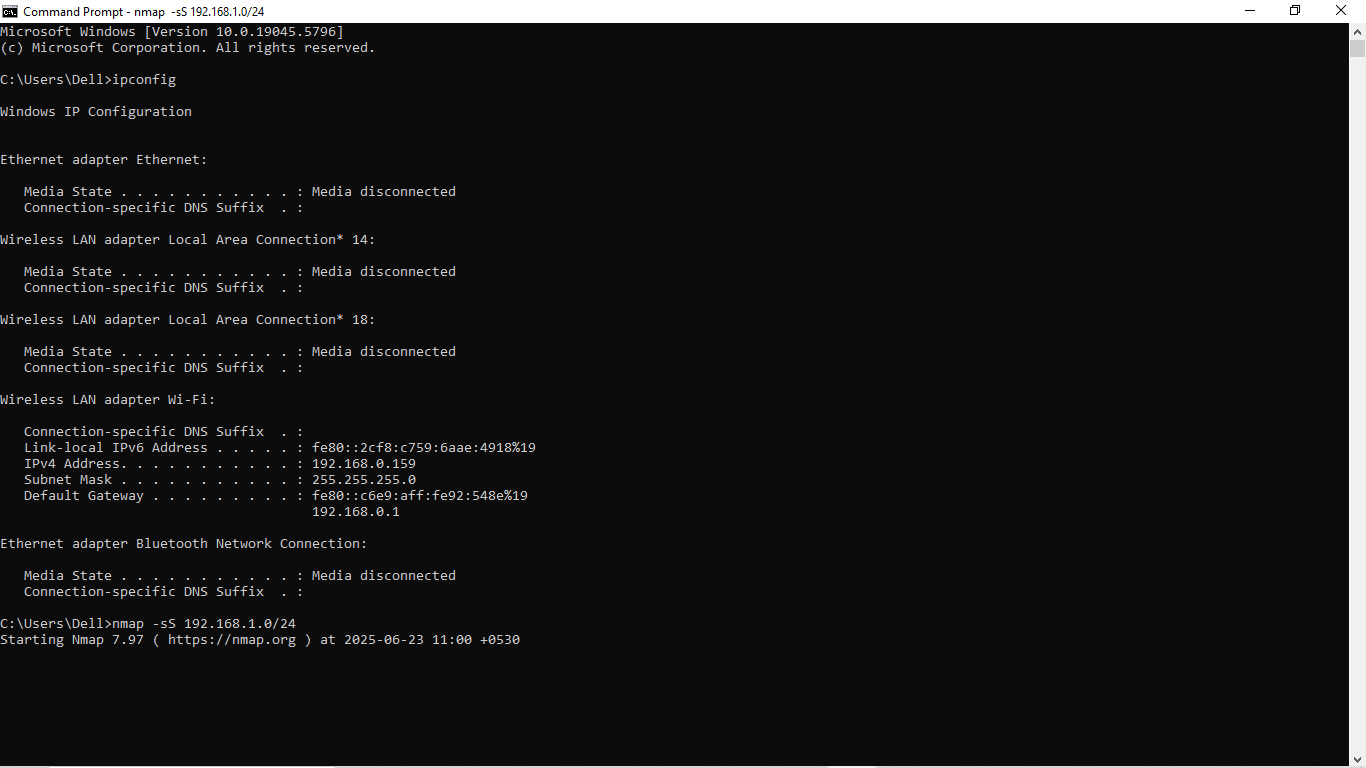 Command Prompt - nmap  -sS 192.168.1.0/24
Microsoft Windows [Version 10.0.19045.5796]
(c) Microsoft Corporation. All rights reserved.
C:\Users\Dell>ipconfig
Windows IP Configuration
Ethernet adapter Ethernet:
   Media State . . . . . . . . . . . : Media disconnected
   Connection-specific DNS Suffix  . :
Wireless LAN adapter Local Area Connection* 14:
   Media State . . . . . . . . . . . : Media disconnected
   Connection-specific DNS Suffix  . :
Wireless LAN adapter Local Area Connection* 18:
   Media State . . . . . . . . . . . : Media disconnected
   Connection-specific DNS Suffix  . :
Wireless LAN adapter Wi-Fi:
   Connection-specific DNS Suffix  . :
   Link-local IPv6 Address . . . . . : fe80::2cf8:c759:6aae:4918%19
   IPv4 Address. . . . . . . . . . . : 192.168.0.159
   Subnet Mask . . . . . . . . . . . : 255.255.255.0
   Default Gateway . . . . . . . . . : fe80::c6e9:aff:fe92:548e%19
                                       192.168.0.1
Ethernet adapter Bluetooth Network Connection:
   Media State . . . . . . . . . . . : Media disconnected
   Connection-specific DNS Suffix  . :
C:\Users\Dell>nmap -sS 192.168.1.0/24
Starting Nmap 7.97 ( https://nmap.org ) at 2025-06-23 11:00 +0530